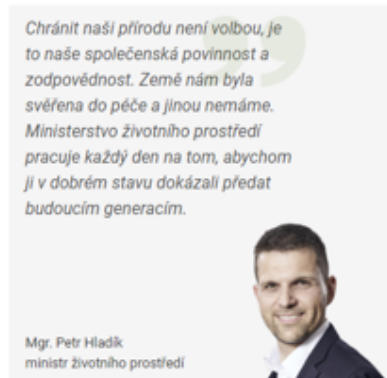 Chránit naši přírodu není volbou, je
to naše společenská povinnost a
zodpovědnost. Země nám byla
svěřena do péče a jinou nemáme.
Ministerstvo životního prostředí
pracuje každý den na tom, abychom
ji v dobrém stavu dokázali předat
budoucím generacím.
Mgr. Petr Hladík
ministr životního prostředí